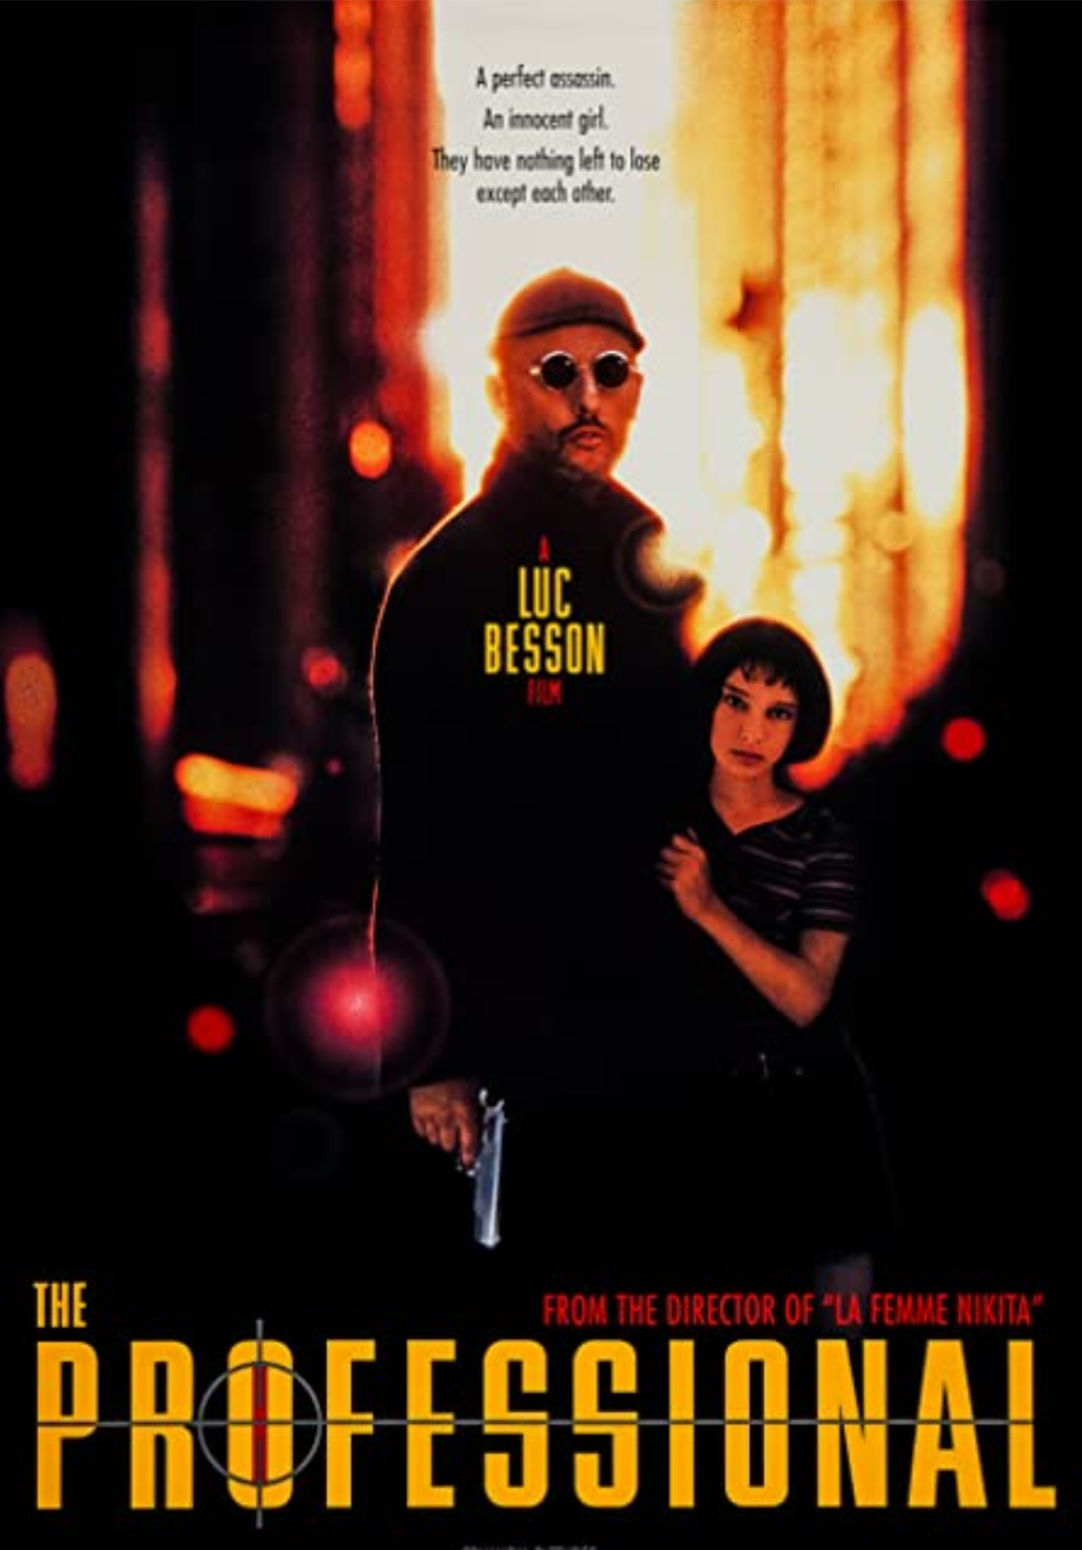 A perfect assassin.
An innocent girl.
They have nothing left to lose
except each other.
A
LUC
BESSON
FILM
THE
FROM THE DIRECTOR OF "LA FEMME NIKITA"
PROFESSIONAL